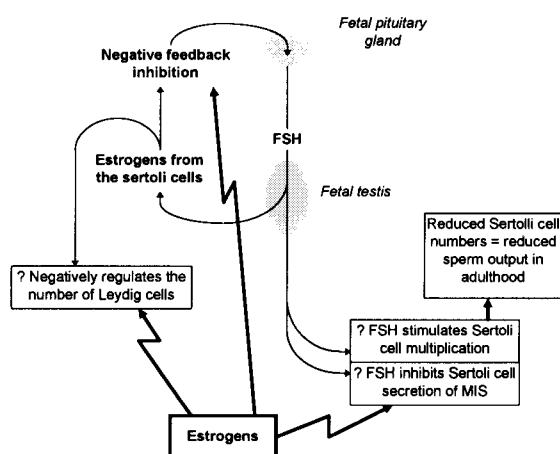 Fetal pituitary
gland
Negative feedback
inhibition
FSH
Estrogens from
the sertoli cells
Fetal testis
Reduced Sertolli cell
numbers = reduced
sperm output in
adulthood
? Negatively regulates the
number of Leydig cells
? FSH stimulates Sertoli
cell multiplication
? FSH inhibits Sertoli cell
secretion of MIS
Estrogens